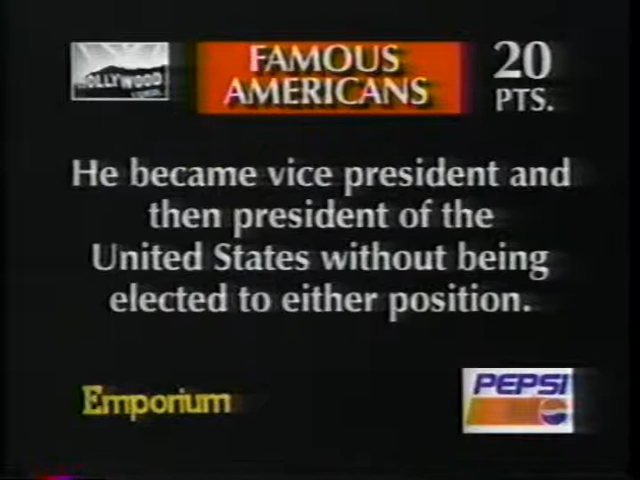 HOLLYWOOD
FAMOUS
AMERICANS
20
PTS.
He became vice president and
then president of the
United States without being
elected to either position.
Emporium
PEPSI